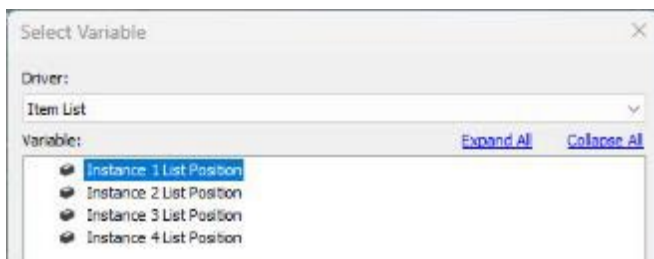 Select Variable
Driver:
Item List
Variable: Expand All Collapse All
Instance 1 List Position
Instance 2 List Position
Instance 3 List Position
Instance 4 List Position